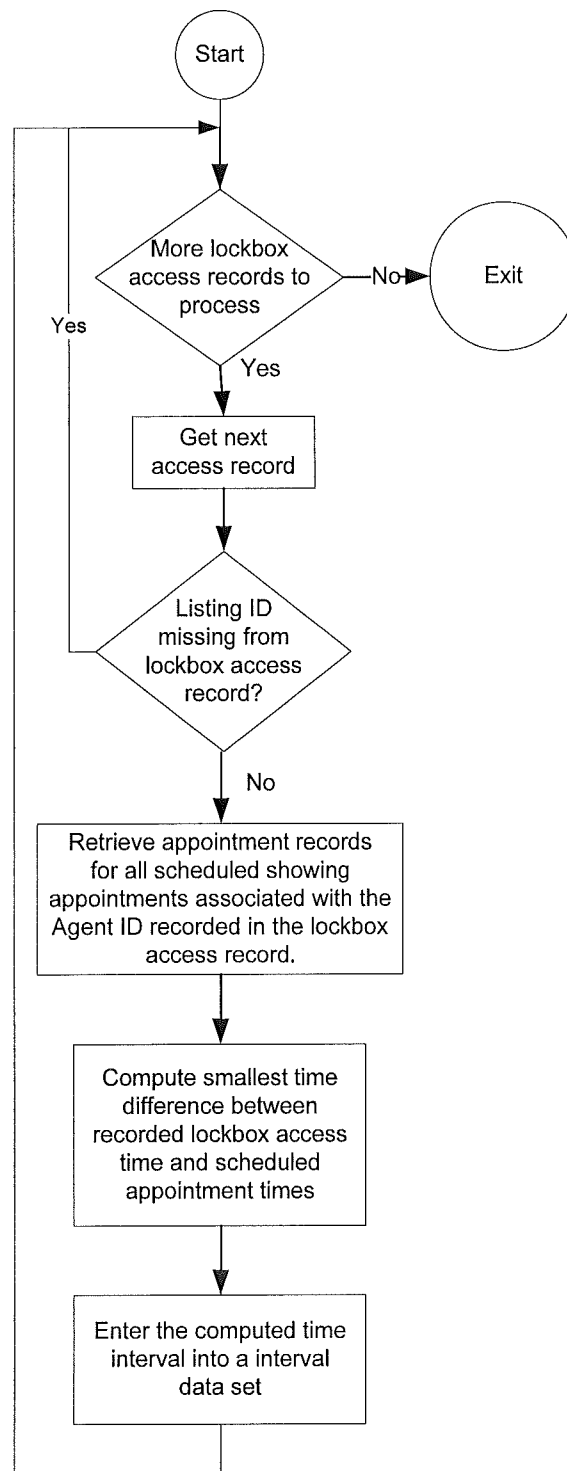 Start
More lockbox
access records to
process
No
Exit
Yes
Yes
Get next
access record
Listing ID
missing from
lockbox access
record?
No
Retrieve appointment records
for all scheduled showing
appointments associated with the
Agent ID recorded in the lockbox
access record.
Compute smallest time
difference between
recorded lockbox access
time and scheduled
appointment times
Enter the computed time
interval into a interval
data set